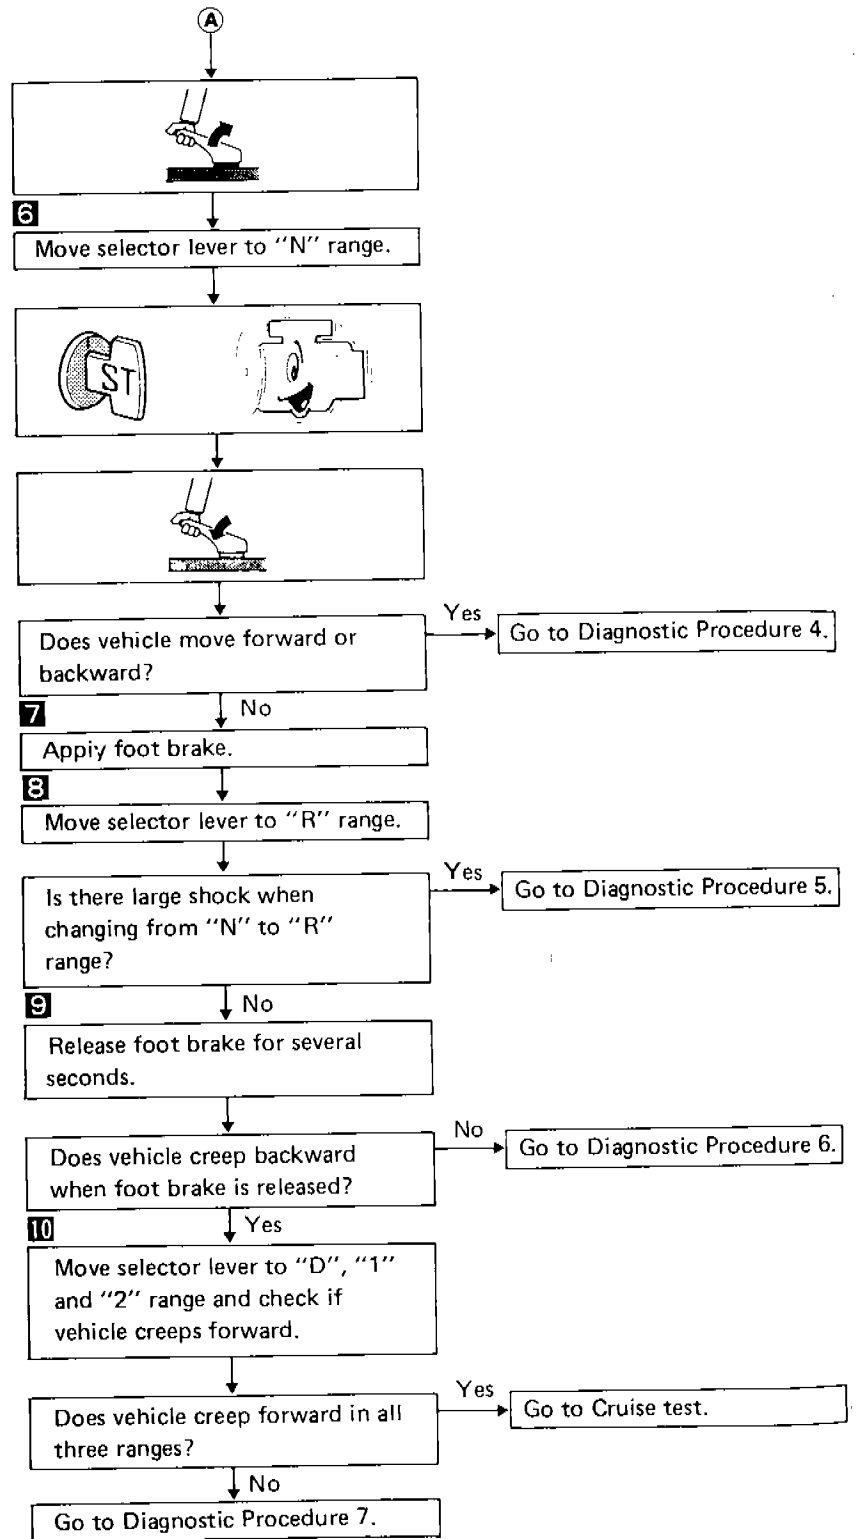 A
6
Move selector lever to "N" range.
ST
Does vehicle move forward or
backward?
Yes
Go to Diagnostic Procedure 4.
7
No
Appiy foot brake.
8
Move selector lever to "R" range.
Is there large shock when
changing from "N" to "R"
range?
Yes
Go to Diagnostic Procedure 5.
9
No
Release foot brake for several
seconds.
Does vehicle creep backward
when foot brake is released?
No
Go to Diagnostic Procedure 6.
10
Yes
Move selector lever to "D", "1"
and "2" range and check if
vehicle creeps forward.
Does vehicle creep forward in all
three ranges?
Yes
Go to Cruise test.
No
Go to Diagnostic Procedure 7.